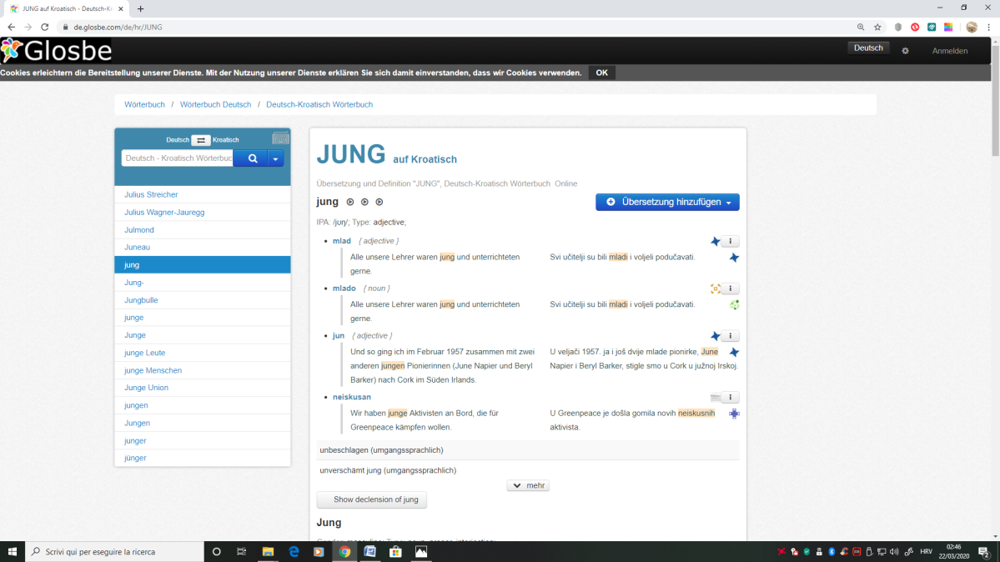 JUNG auf Kroatisch - Deutsch-Kr
de.glosbe.com/de/hr/JUNG
Glosbe
Deutsch
Anmelden
Cookies erleichtern die Bereitstellung unserer Dienste. Mit der Nutzung unserer Dienste erklären Sie sich damit einverstanden, dass wir Cookies verwenden. OK
Wörterbuch / Wörterbuch Deutsch / Deutsch-Kroatisch Wörterbuch
Deutsch Kroatisch
Deutsch - Kroatisch Wörterbuc
Julius Streicher
Julius Wagner-Jauregg
Julmond
Juneau
jung
Jung-
Jungbulle
junge
Junge
junge Leute
junge Menschen
Junge Union
jungen
Jungen
junger
jünger
JUNG auf Kroatisch
Übersetzung und Definition "JUNG", Deutsch-Kroatisch Wörterbuch Online
jung
Übersetzung hinzufügen
IPA: /jʊŋ/; Type: adjective;
mlad { adjective }
Alle unsere Lehrer waren jung und unterrichteten
gerne.
Svi učitelji su bili mladi i voljeli podučavati.
mlado { noun }
Alle unsere Lehrer waren jung und unterrichteten
gerne.
Svi učitelji su bili mladi i voljeli podučavati.
jun { adjective }
Und so ging ich im Februar 1957 zusammen mit zwei
anderen jungen Pionierinnen (June Napier und Beryl
Barker) nach Cork im Süden Irlands.
U veljači 1957. ja i još dvije mlade pionirke, June
Napier i Beryl Barker, stigle smo u Cork u južnoj Irskoj.
neiskusan
Wir haben junge Aktivisten an Bord, die für
Greenpeace kämpfen wollen.
U Greenpeace je došla gomila novih neiskusnih
aktivista.
unbeschlagen (umgangssprachlich)
unverschämt jung (umgangssprachlich)
mehr
Show declension of jung
Jung
Scrivi qui per eseguire la ricerca
HRV
02:46
22/03/2020
2